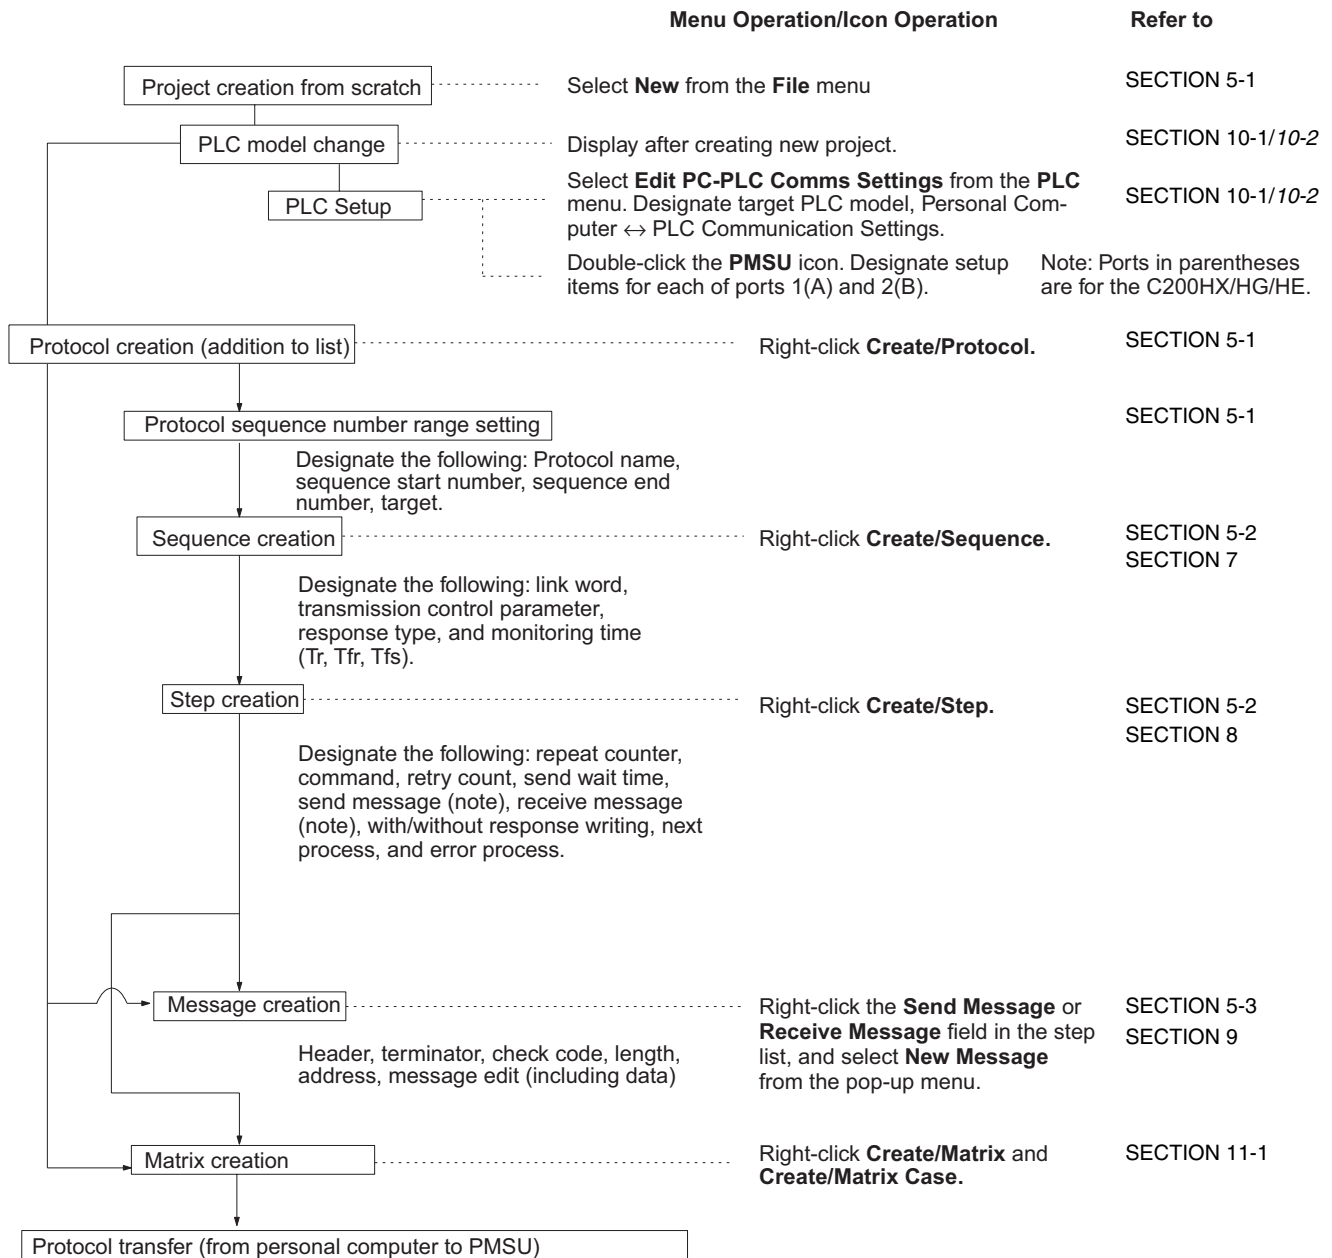 Menu Operation/Icon Operation
Refer to
Project creation from scratch
Select New from the File menu
SECTION 5-1
PLC model change
Display after creating new project.
SECTION 10-1/10-2
PLC Setup
Select Edit PC-PLC Comms Settings from the PLC
menu. Designate target PLC model, Personal Com-
puter ↔ PLC Communication Settings.
SECTION 10-1/10-2
Double-click the PMSU icon. Designate setup
items for each of ports 1(A) and 2(B).
Note: Ports in parentheses
are for the C200HX/HG/HE.
Protocol creation (addition to list)
Right-click Create/Protocol.
SECTION 5-1
Protocol sequence number range setting
SECTION 5-1
Designate the following: Protocol name,
sequence start number, sequence end
number, target.
Sequence creation
Right-click Create/Sequence.
SECTION 5-2
SECTION 7
Designate the following: link word,
transmission control parameter,
response type, and monitoring time
(Tr, Tfr, Tfs).
Step creation
Right-click Create/Step.
SECTION 5-2
SECTION 8
Designate the following: repeat counter,
command, retry count, send wait time,
send message (note), receive message
(note), with/without response writing, next
process, and error process.
Message creation
Right-click the Send Message or
Receive Message field in the step
list, and select New Message
from the pop-up menu.
SECTION 5-3
SECTION 9
Header, terminator, check code, length,
address, message edit (including data)
Matrix creation
Right-click Create/Matrix and
Create/Matrix Case.
SECTION 11-1
Protocol transfer (from personal computer to PMSU)